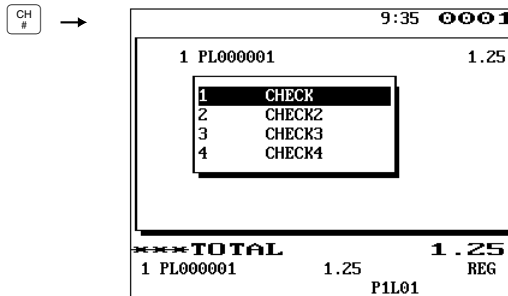 CH
#
9:35 0001
1 PL000001 1.25
1 CHECK
2 CHECK2
3 CHECK3
4 CHECK4
***TOTAL 1.25
1 PL000001 1.25 REG
P1L01